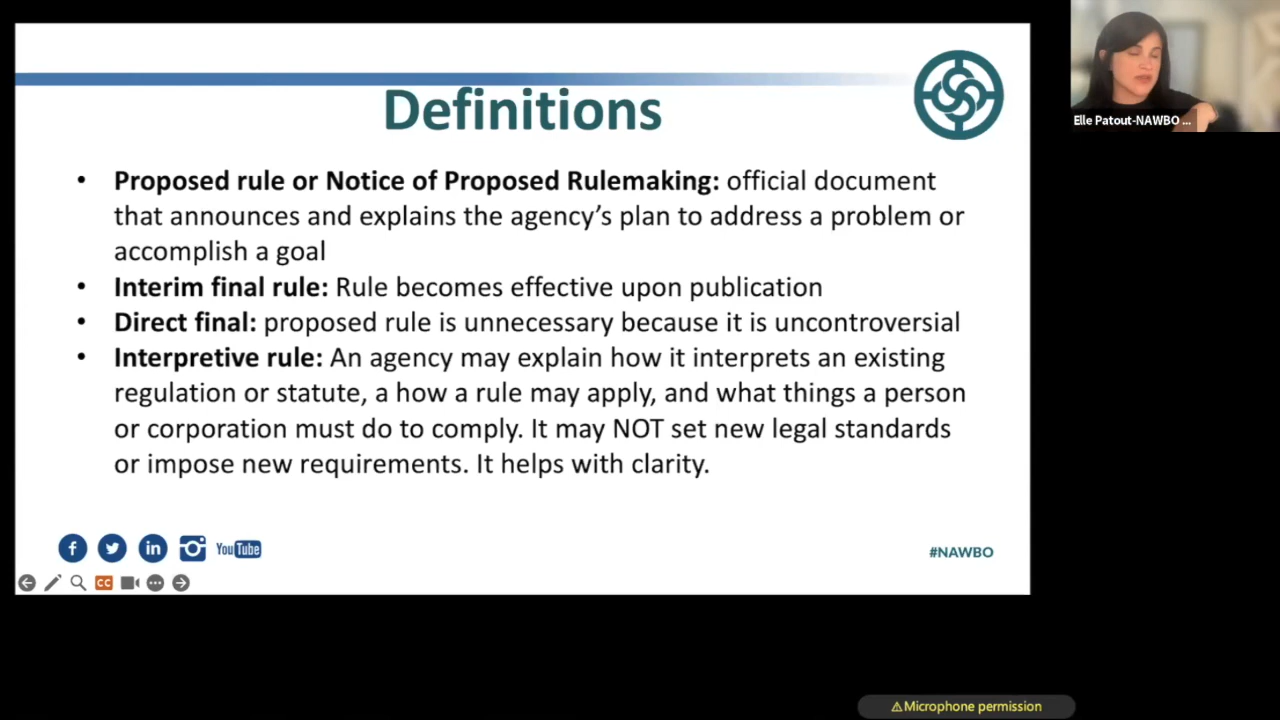 Definitions
• Proposed rule or Notice of Proposed Rulemaking: official document
that announces and explains the agency’s plan to address a problem or
accomplish a goal
• Interim final rule: Rule becomes effective upon publication
• Direct final: proposed rule is unnecessary because it is uncontroversial
• Interpretive rule: An agency may explain how it interprets an existing
regulation or statute, a how a rule may apply, and what things a person
or corporation must do to comply. It may NOT set new legal standards
or impose new requirements. It helps with clarity.
f
in
YouTube
#NAWBO
CC
Elle Patout-NAWBO ...
⚠Microphone permission